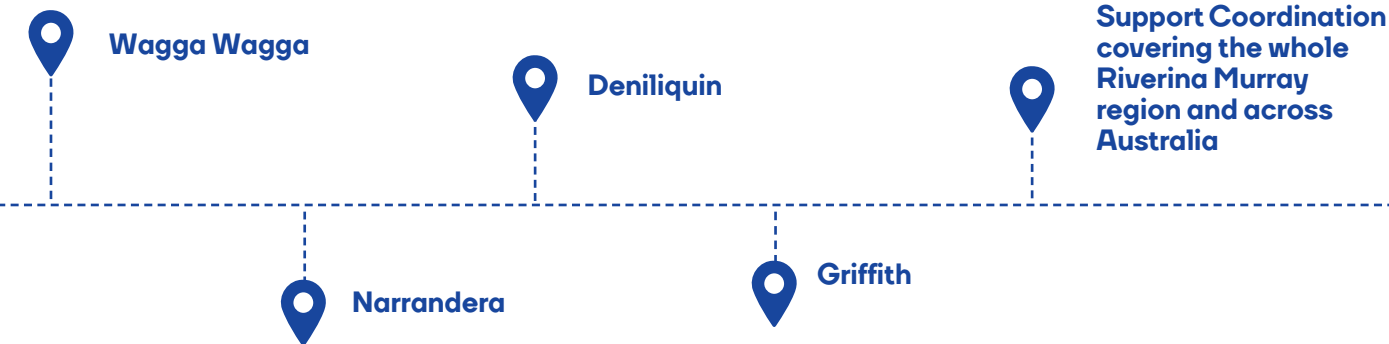 Wagga Wagga
Narrandera
Deniliquin
Griffith
Support Coordination
covering the whole
Riverina Murray
region and across
Australia